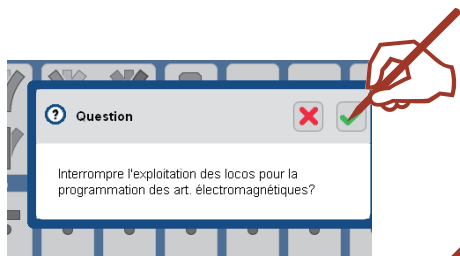 Question
Interrompre l'exploitation des locos pour la
programmation des art. électromagnétiques?